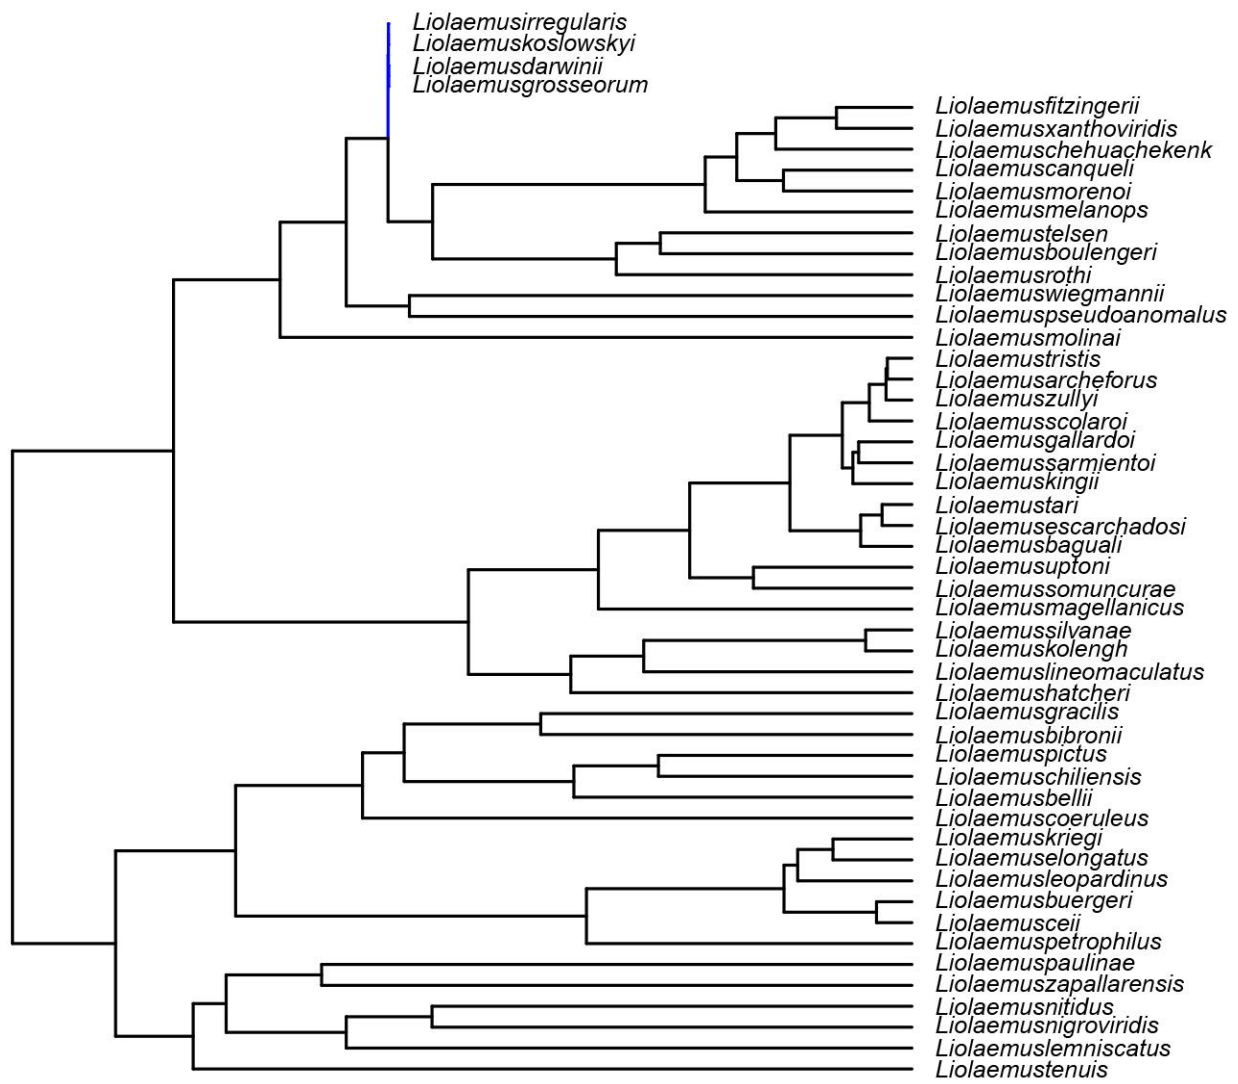 Liolaemusirregularis
Liolaemuskoslowskyi
Liolaemusdarwinii
Liolaemusgrosseorum
Liolaemusfitzingerii
Liolaemusxanthoviridis
Liolaemuschehuachekenk
Liolaemuscanqueli
Liolaemusmorenoi
Liolaemusmelanops
Liolaemustelsen
Liolaemusboulengeri
Liolaemusrothi
Liolaemuswiegmannii
Liolaemuspseudoanomalus
Liolaemusmolinai
Liolaemustristis
Liolaemusarcheforus
Liolaemuszullyi
Liolaemusscolaroi
Liolaemusgallardoi
Liolaemussarmientoi
Liolaemuskingii
Liolaemustari
Liolaemusescarchadosi
Liolaemusbaguali
Liolaemusuptoni
Liolaemussomuncurae
Liolaemusmagellanicus
Liolaemussilvanae
Liolaemuskolengh
Liolaemuslineomaculatus
Liolaemushatcheri
Liolaemusgracilis
Liolaemusbibronii
Liolaemuspictus
Liolaemuschiliensis
Liolaemusbellii
Liolaemuscoeruleus
Liolaemuskriegi
Liolaemuselongatus
Liolaemusleopardinus
Liolaemusbuergeri
Liolaemusceii
Liolaemuspetrophilus
Liolaemuspaulinae
Liolaemuszapallarensis
Liolaemusnitidus
Liolaemusnigroviridis
Liolaemuslemniscatus
Liolaemustenuis